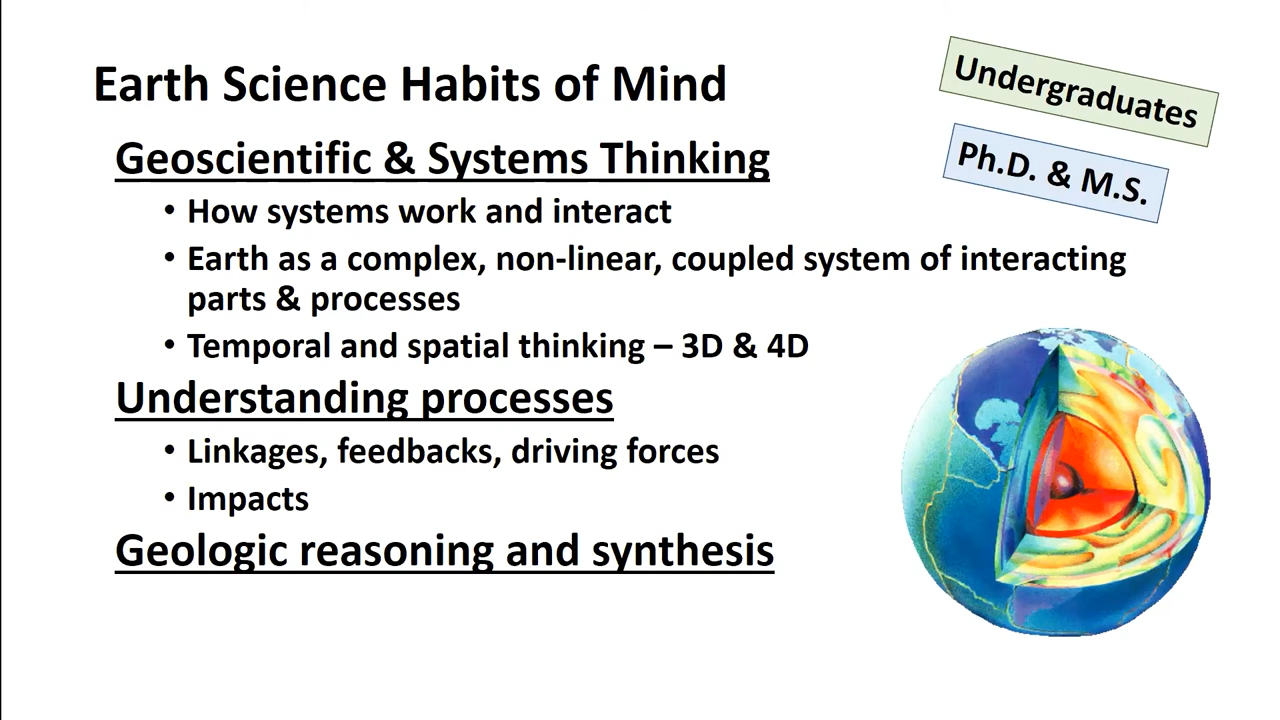 Earth Science Habits of Mind
Undergraduates
Ph.D. & M.S.
Geoscientific & Systems Thinking
• How systems work and interact
• Earth as a complex, non-linear, coupled system of interacting
parts & processes
• Temporal and spatial thinking – 3D & 4D
Understanding processes
• Linkages, feedbacks, driving forces
• Impacts
Geologic reasoning and synthesis